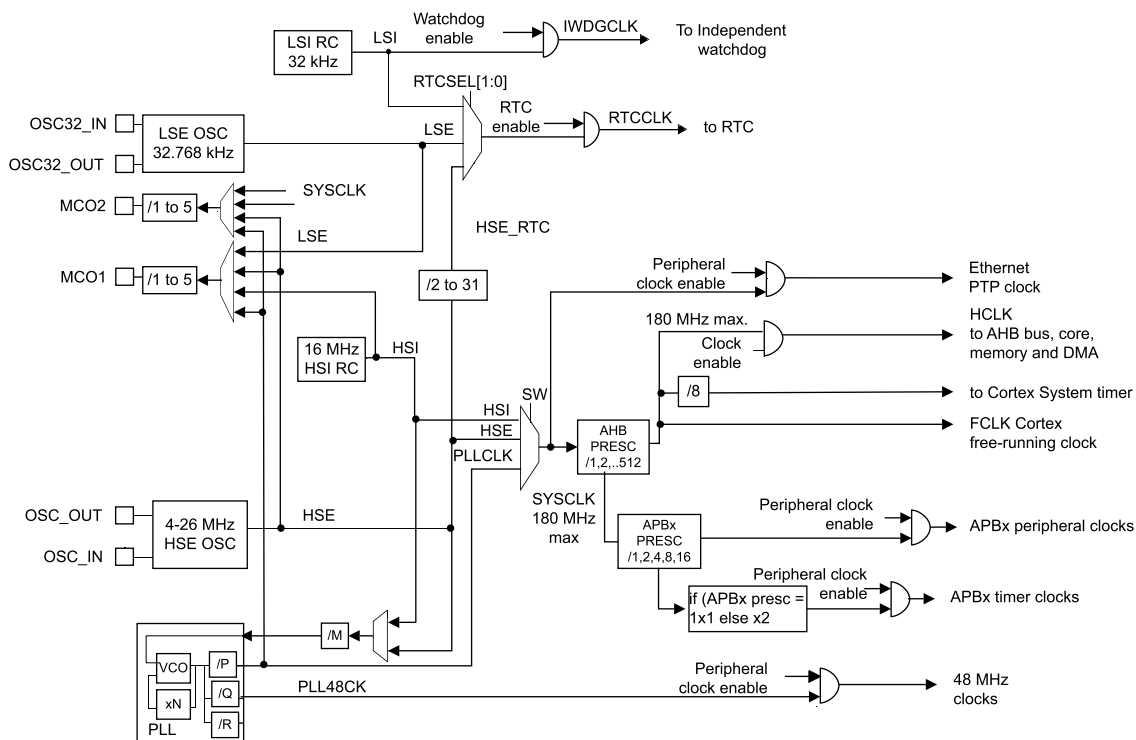 Watchdog
enable
IWDGCLK
To Independent
watchdog
LSI RC
32 kHz
LSI
RTCSEL[1:0]
OSC32_IN
OSC32_OUT
LSE OSC
32.768 kHz
LSE
RTC
enable
RTCCLK
to RTC
MCO2
/1 to 5
SYSCLK
HSE_RTC
LSE
MCO1
/1 to 5
/2 to 31
Peripheral
clock enable
Ethernet
PTP clock
180 MHz max.
Clock
enable
HCLK
to AHB bus, core,
memory and DMA
16 MHz
HSI RC
HSI
/8
to Cortex System timer
SW
HSI
HSE
PLLCLK
AHB
PRESC
/1,2,..512
FCLK Cortex
free-running clock
SYSCLK
180 MHz
max
OSC_OUT
OSC_IN
4-26 MHz
HSE OSC
HSE
APBx
PRESC
/1,2,4,8,16
Peripheral clock
enable
APBx peripheral clocks
if (APBx presc =
1x1 else x2
Peripheral clock
enable
APBx timer clocks
/M
VCO
xN
/P
/Q
/R
PLL
PLL48CK
Peripheral
clock enable
48 MHz
clocks